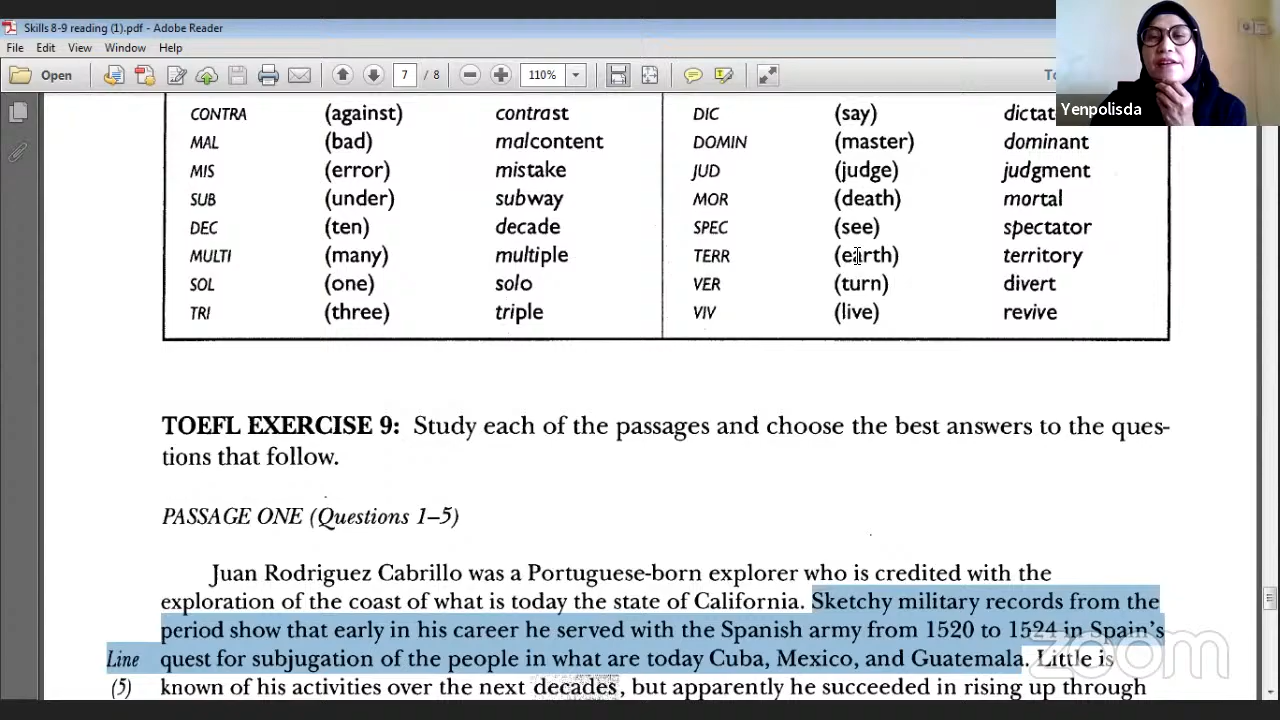 Skills 8-9 reading (1).pdf - Adobe Reader
File Edit View Window Help
Open 7 / 8 110%
Yenpolisda
CONTRA (against) contrast DIC (say)
MAL (bad) malcontent DOMIN (master) dominant
MIS (error) mistake JUD (judge) judgment
SUB (under) subway MOR (death) mortal
DEC (ten) decade SPEC (see) spectator
MULTI (many) multiple TERR (earth) territory
SOL (one) solo VER (turn) divert
TRI (three) triple VIV (live) revive
TOEFL EXERCISE 9: Study each of the passages and choose the best answers to the ques-
tions that follow.
PASSAGE ONE (Questions 1–5)
Juan Rodriguez Cabrillo was a Portuguese-born explorer who is credited with the
exploration of the coast of what is today the state of California. Sketchy military records from the
period show that early in his career he served with the Spanish army from 1520 to 1524 in Spain's
Line quest for subjugation of the people in what are today Cuba, Mexico, and Guatemala. Little is
(5) known of his activities over the next decades, but apparently he succeeded in rising up through
zoom